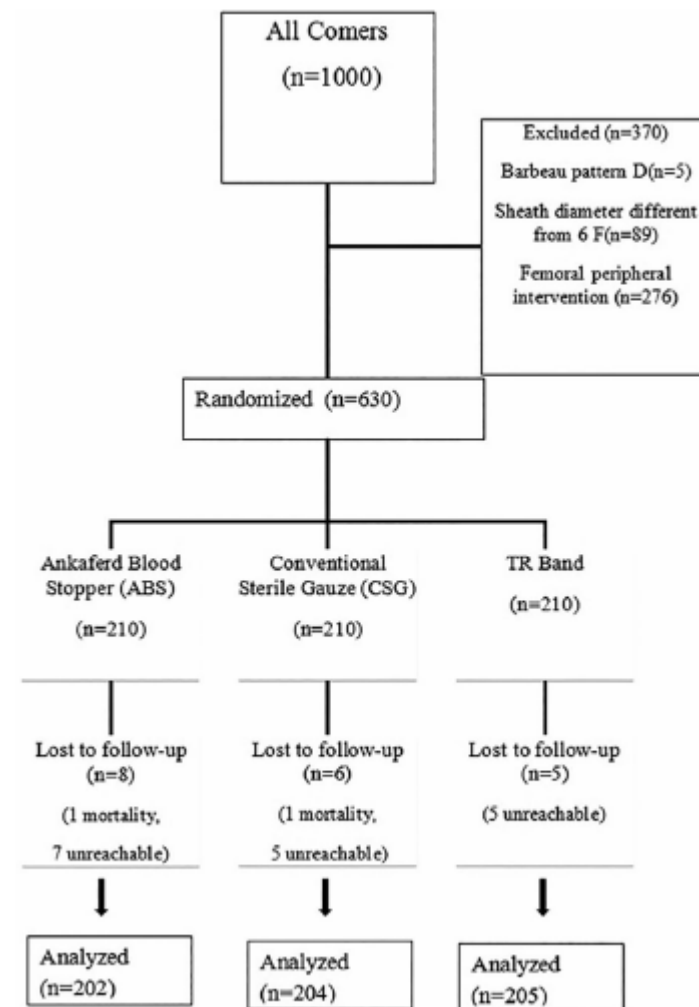 All Comers
(n=1000)
Excluded (n=370)
Barbeau pattern D(n=5)
Sheath diameter different
from 6 F(n=89)
Femoral peripheral
intervention (n=276)
Randomized (n=630)
Ankaferd Blood
Stopper (ABS)
(n=210)
Conventional
Sterile Gauze (CSG)
(n=210)
TR Band
(n=210)
Lost to follow-up
(n=8)
(1 mortality,
7 unreachable)
Lost to follow-up
(n=6)
(1 mortality,
5 unreachable)
Lost to follow-up
(n=5)
(5 unreachable)
Analyzed
(n=202)
Analyzed
(n=204)
Analyzed
(n=205)